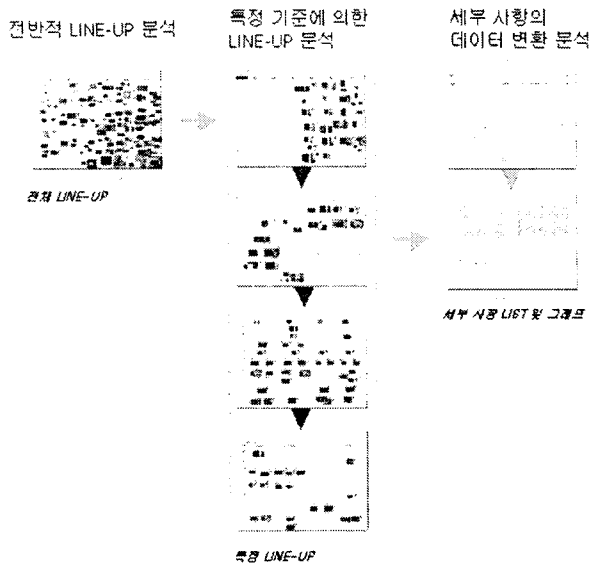 전반적 LINE-UP 분석
특정 기준에 의한
LINE-UP 분석
세부 사항의
데이터 변환 분석
전체 LINE-UP
세부 사항 LIST 및 그래프
특정 LINE-UP